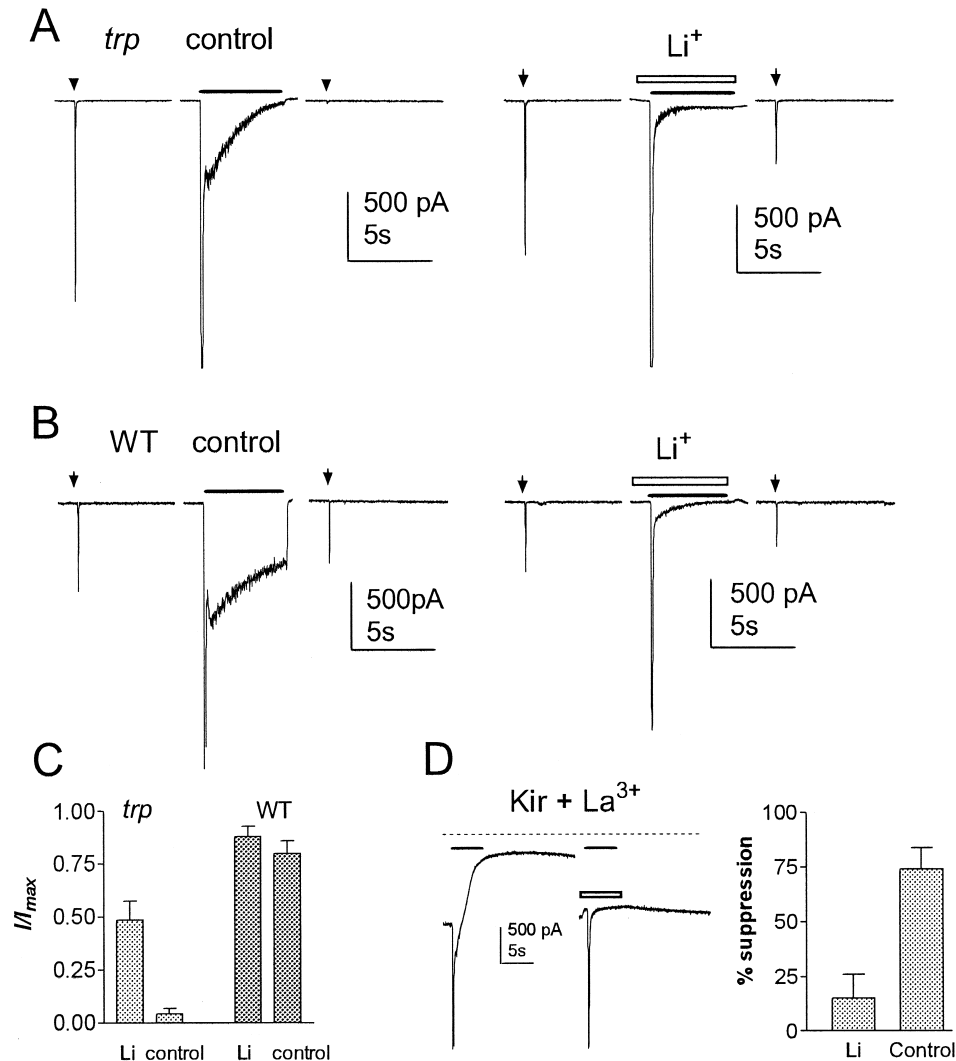 A
trp control
Li+
500 pA
5s
500 pA
5s
B
WT control
Li+
500pA
5s
500 pA
5s
C
trp WT
1.00
0.75
0.50
0.25
0.00
I/Imax
Li control Li control
D
Kir + La3+
500 pA
5s
100
75
50
25
0
% suppression
Li Control